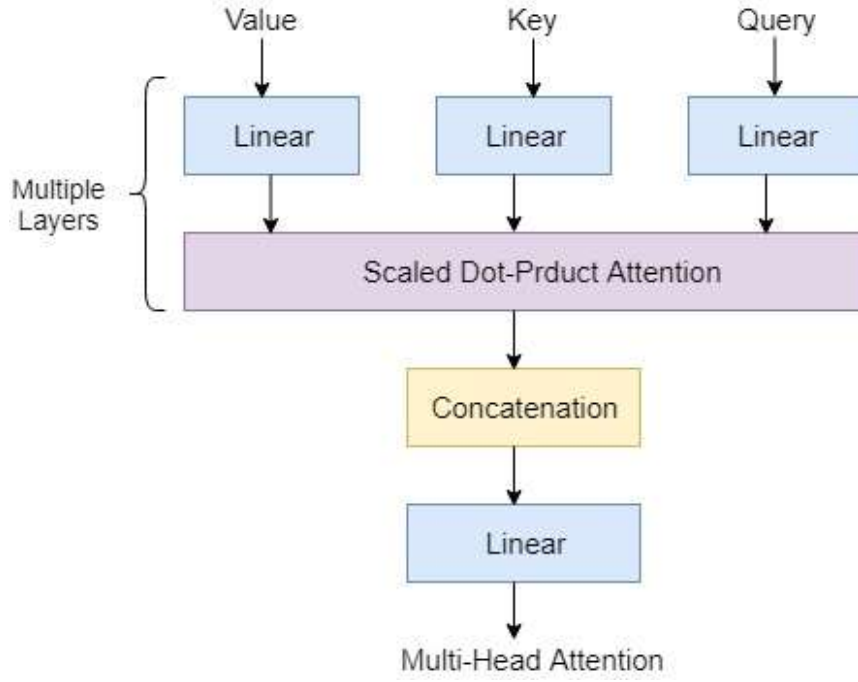 Value Key Query
Linear Linear Linear
Multiple
Layers
Scaled Dot-Prduct Attention
Concatenation
Linear
Multi-Head Attention